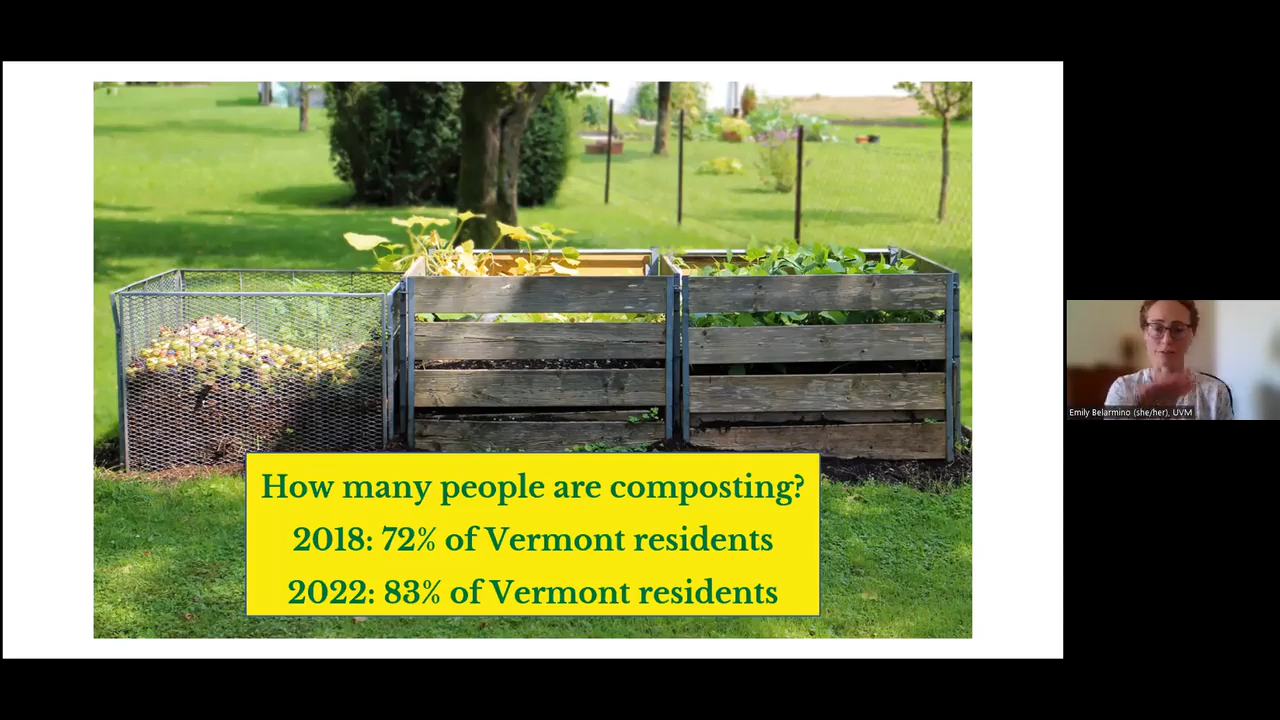 How many people are composting?
2018: 72% of Vermont residents
2022: 83% of Vermont residents
Emily Belarmino (she/her), UVM